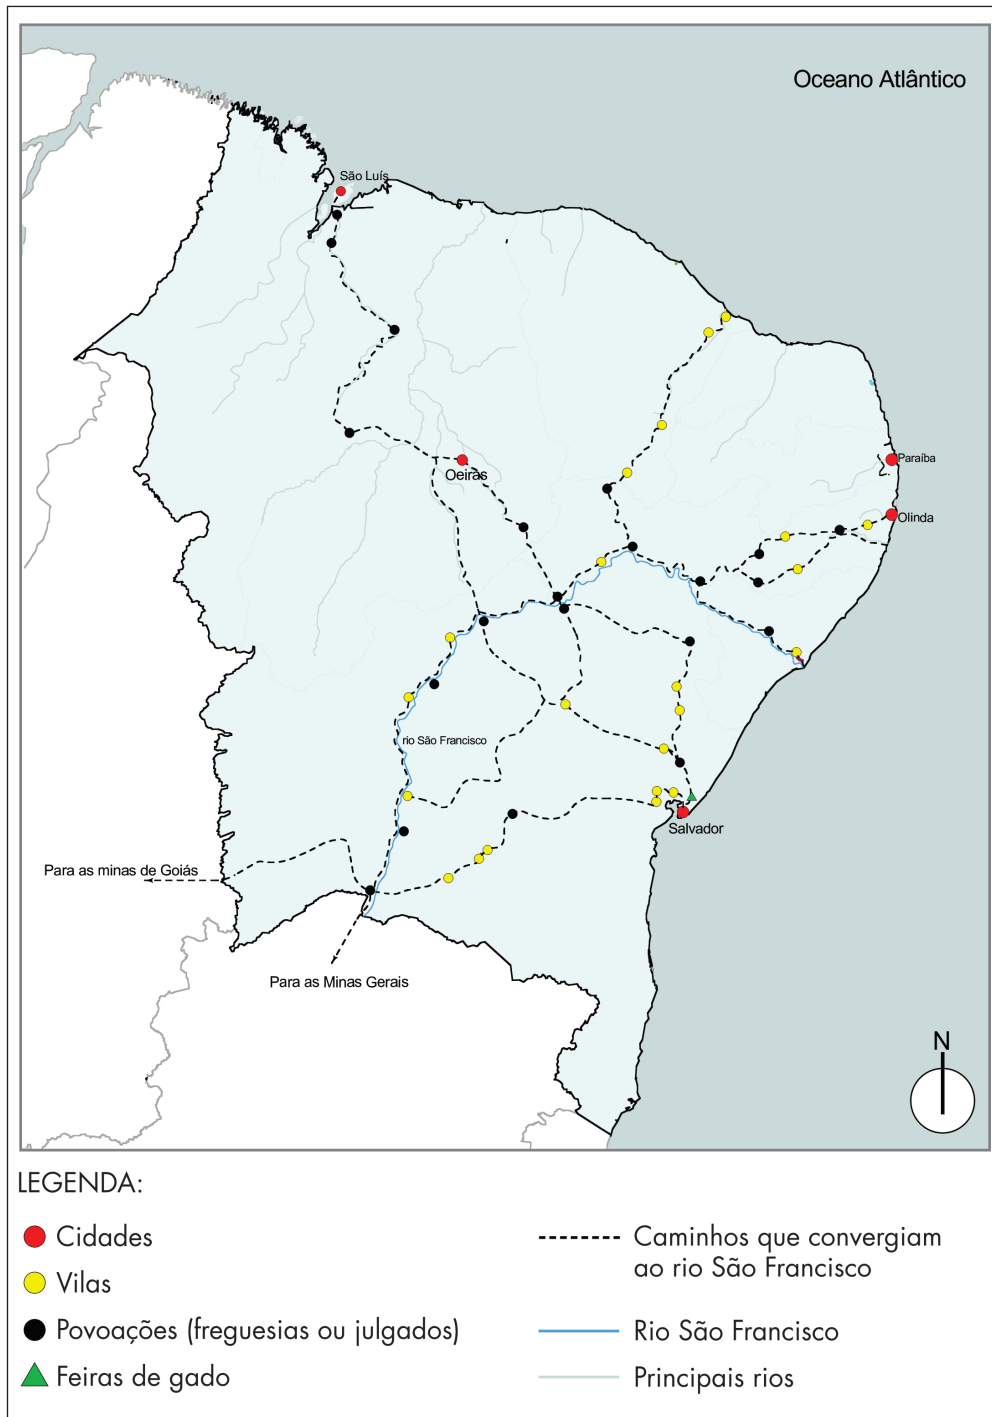 Oceano Atlântico
São Luís
Paraíba
Oeiras
Olinda
rio São Francisco
Salvador
Para as minas de Goiás
Para as Minas Gerais
N
LEGENDA:
Cidades
Vilas
Povoações (freguesias ou julgados)
Feiras de gado
Caminhos que convergiam
ao rio São Francisco
Rio São Francisco
Principais rios